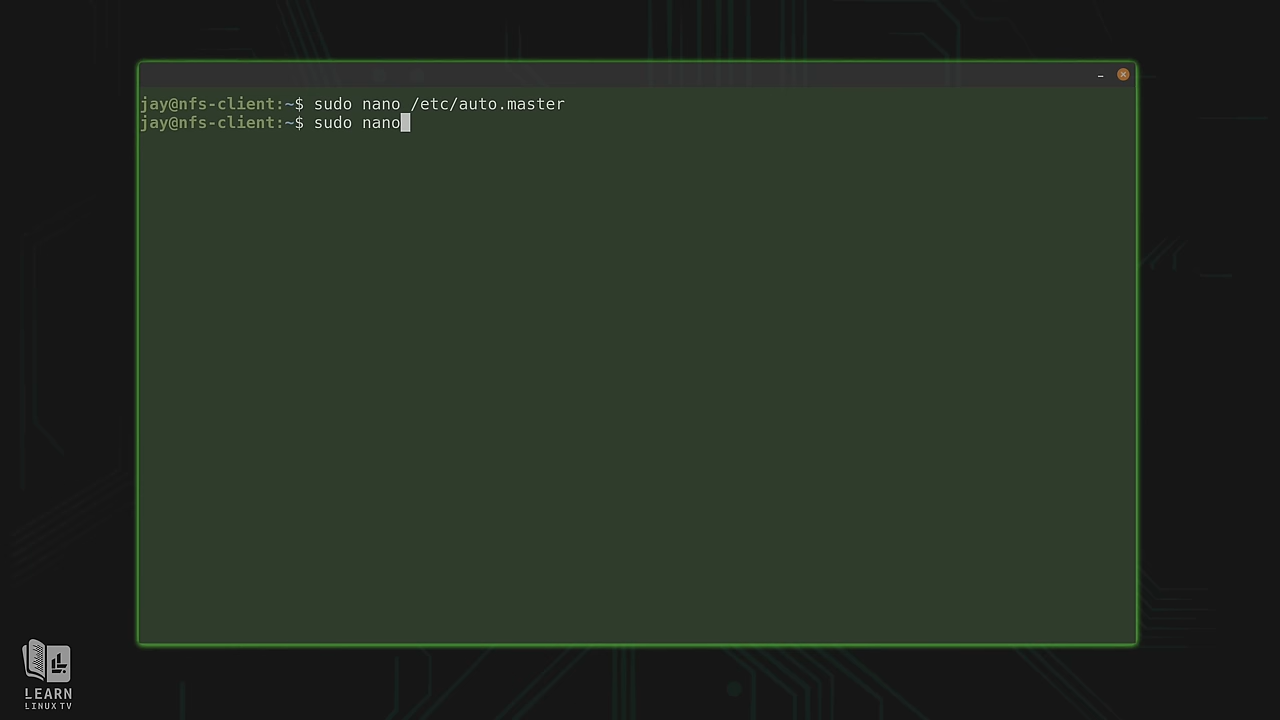 jay@nfs-client:~$ sudo nano /etc/auto.master
jay@nfs-client:~$ sudo nano
LEARN
LINUX TV